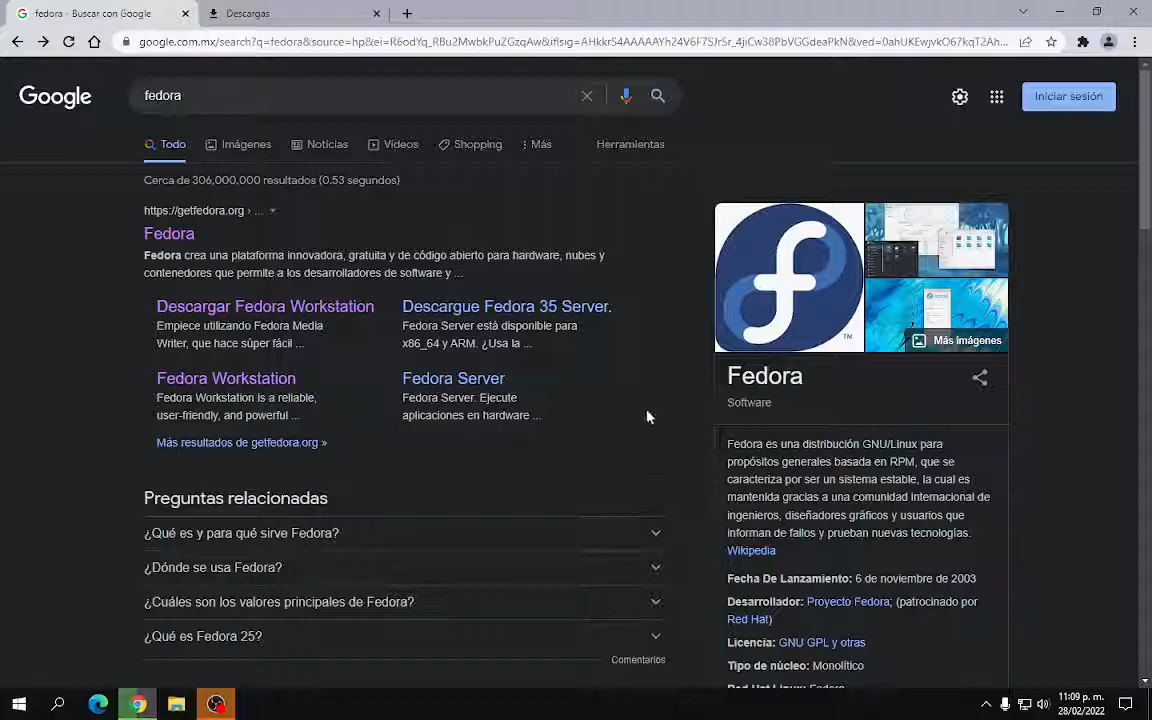 fedora - Buscar con Google
Descargas
google.com.mx/search?q=fedora&source=hp&ei=R6odYq_RBu2MwbkPuZGzqAw&iflsig=AHkkrS4AAAAAYh24V6F7SJrSr_4jiCw38PbVGGdeaPkN&ved=0ahUKEwjvkO67kqT2Ah...
Google
fedora
Iniciar sesión
Todo
Imágenes
Noticias
Vídeos
Shopping
Más
Herramientas
Cerca de 306,000,000 resultados (0.53 segundos)
https://getfedora.org › ...
Fedora
Fedora crea una plataforma innovadora, gratuita y de código abierto para hardware, nubes y
contenedores que permite a los desarrolladores de software y ...
Descargar Fedora Workstation
Empiece utilizando Fedora Media
Writer, que hace súper fácil ...
Descargue Fedora 35 Server.
Fedora Server está disponible para
x86_64 y ARM. ¿Usa la ...
Fedora Workstation
Fedora Workstation is a reliable,
user-friendly, and powerful ...
Fedora Server
Fedora Server. Ejecute
aplicaciones en hardware ...
Más resultados de getfedora.org »
Preguntas relacionadas
¿Qué es y para qué sirve Fedora?
¿Dónde se usa Fedora?
¿Cuáles son los valores principales de Fedora?
¿Qué es Fedora 25?
Comentarios
TM
Más imágenes
Fedora
Software
Fedora es una distribución GNU/Linux para
propósitos generales basada en RPM, que se
caracteriza por ser un sistema estable, la cual es
mantenida gracias a una comunidad internacional de
ingenieros, diseñadores gráficos y usuarios que
informan de fallos y prueban nuevas tecnologías.
Wikipedia
Fecha De Lanzamiento: 6 de noviembre de 2003
Desarrollador: Proyecto Fedora; (patrocinado por
Red Hat)
Licencia: GNU GPL y otras
Tipo de núcleo: Monolítico
11:09 p. m.
28/02/2022